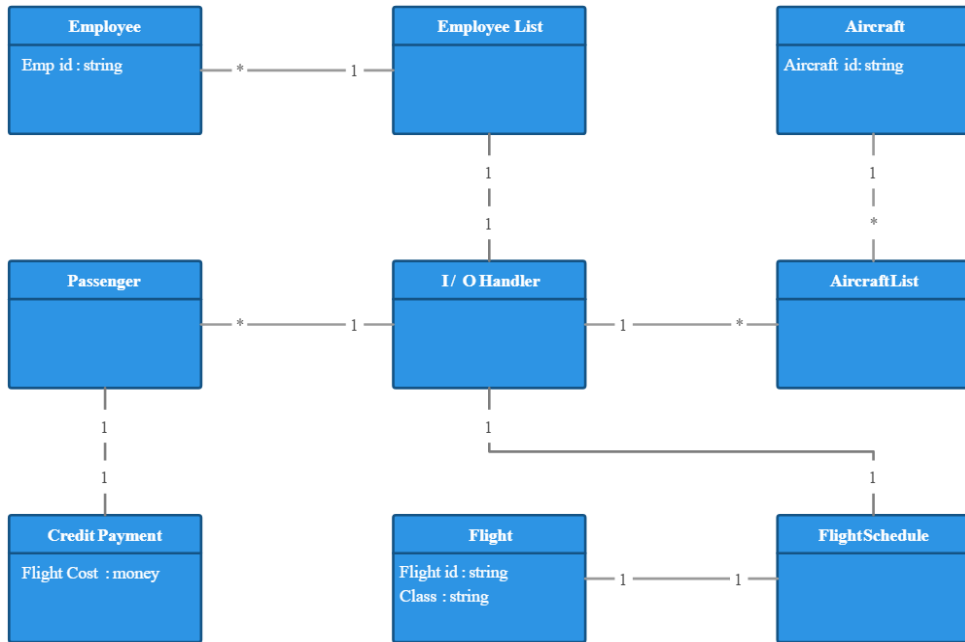 Employee
Employee List
Aircraft
Emp id : string
* 1
Aircraft id: string
1
1
1
*
Passenger
I / O Handler
AircraftList
* 1
1 *
1
1
1
1
Credit Payment
Flight
FlightSchedule
Flight Cost : money
Flight id : string
Class : string
1 1